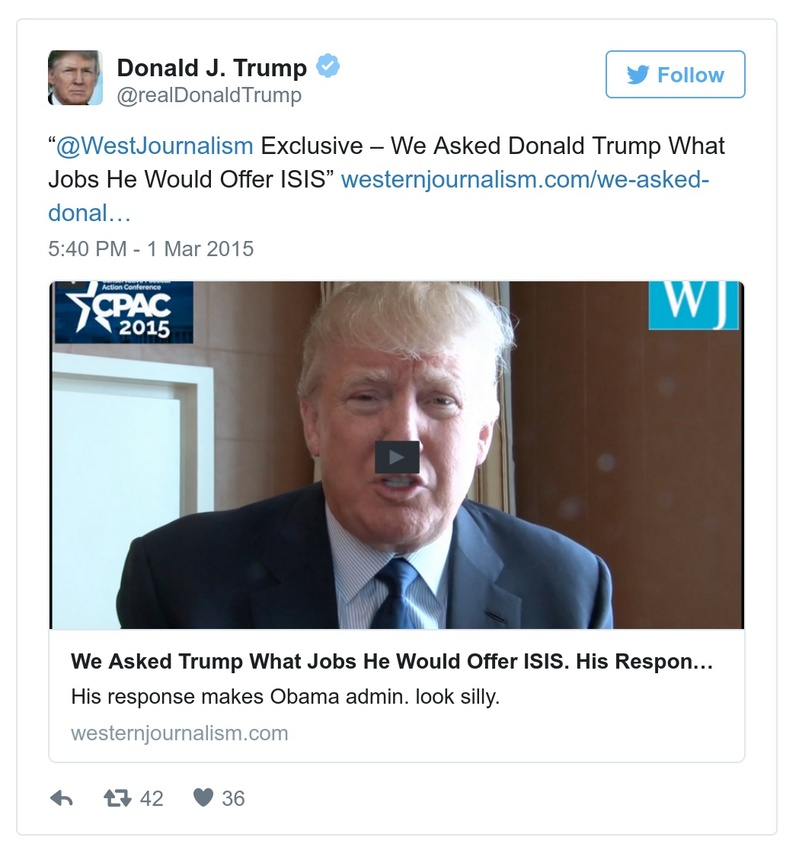 Donald J. Trump
@realDonaldTrump
Follow
“@WestJournalism Exclusive – We Asked Donald Trump What
Jobs He Would Offer ISIS” westernjournalism.com/we-asked-
donal…
5:40 PM - 1 Mar 2015
Action Conference
CPAC
2015
WJ
We Asked Trump What Jobs He Would Offer ISIS. His Respon…
His response makes Obama admin. look silly.
westernjournalism.com
42
36